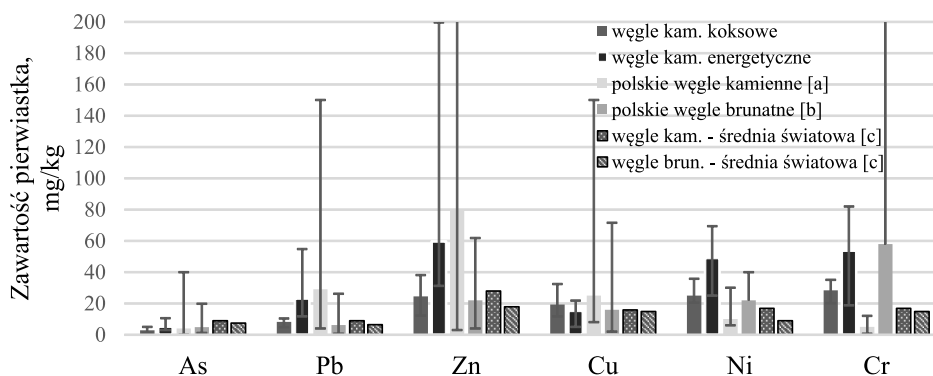 Zawartość pierwiastka,
mg/kg
200
180
160
140
120
100
80
60
40
20
0
węgle kam. koksowe
węgle kam. energetyczne
polskie węgle kamienne [a]
polskie węgle brunatne [b]
węgle kam. - średnia światowa [c]
węgle brun. - średnia światowa [c]
As Pb Zn Cu Ni Cr